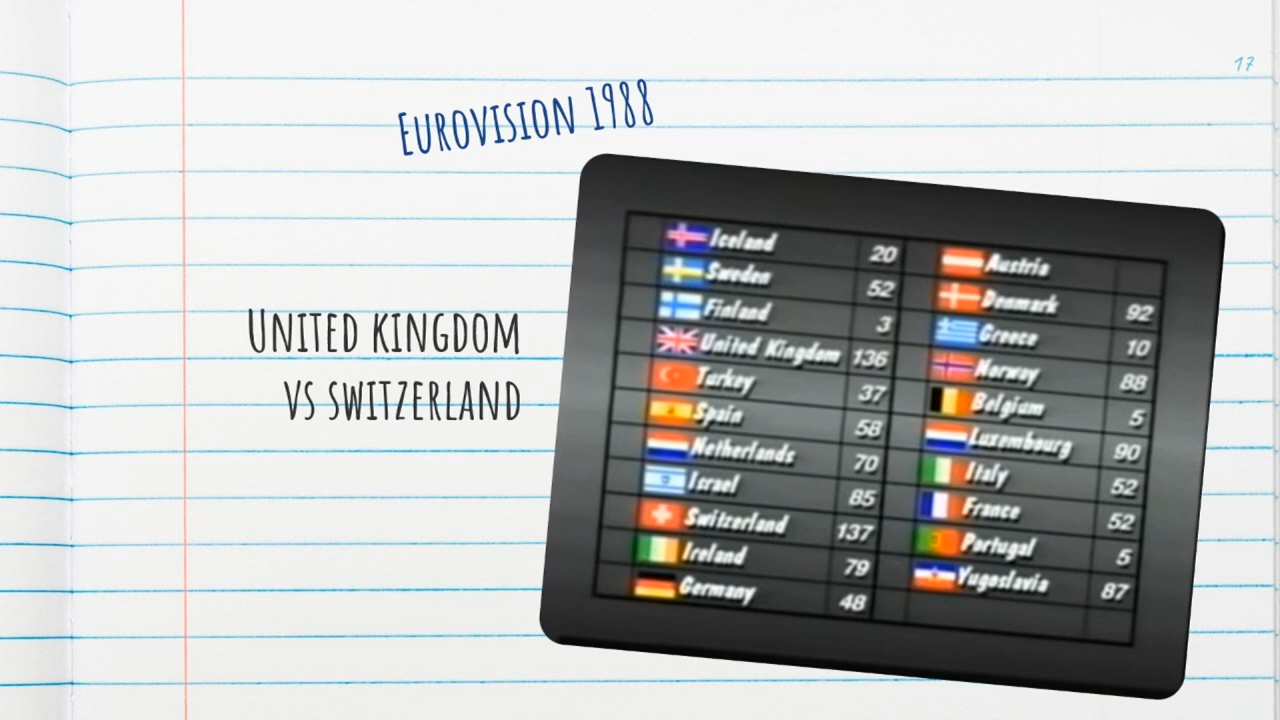 17
Eurovision 1988
United kingdom
vs switzerland
Iceland 20
Sweden 52
Finland 3
United Kingdom 136
Turkey 37
Spain 58
Netherlands 70
Israel 85
Switzerland 137
Ireland 79
Germany 48
Austria
Denmark 92
Greece 10
Norway 88
Belgium 5
Luxembourg 90
Italy 52
France 52
Portugal 5
Yugoslavia 87